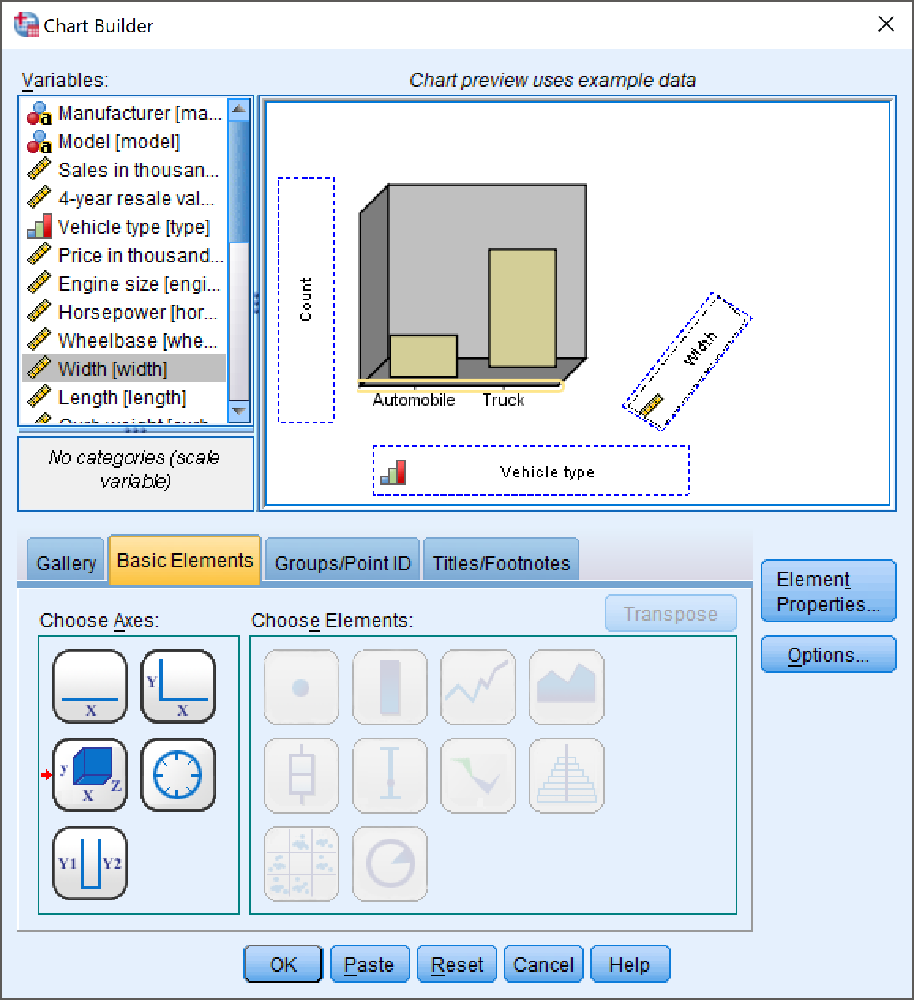 Chart Builder
Variables:
Chart preview uses example data
Manufacturer [ma...
Model [model]
Sales in thousan...
4-year resale val...
Vehicle type [type]
Price in thousand...
Engine size [engi...
Horsepower [hor...
Wheelbase [whe...
Width [width]
Length [length]
No categories (scale
variable)
Count
Automobile
Truck
Width
Vehicle type
Gallery
Basic Elements
Groups/Point ID
Titles/Footnotes
Element
Properties...
Options...
Choose Axes:
Choose Elements:
Transpose
X
Y
X
y
X
Z
Y1
Y2
OK
Paste
Reset
Cancel
Help